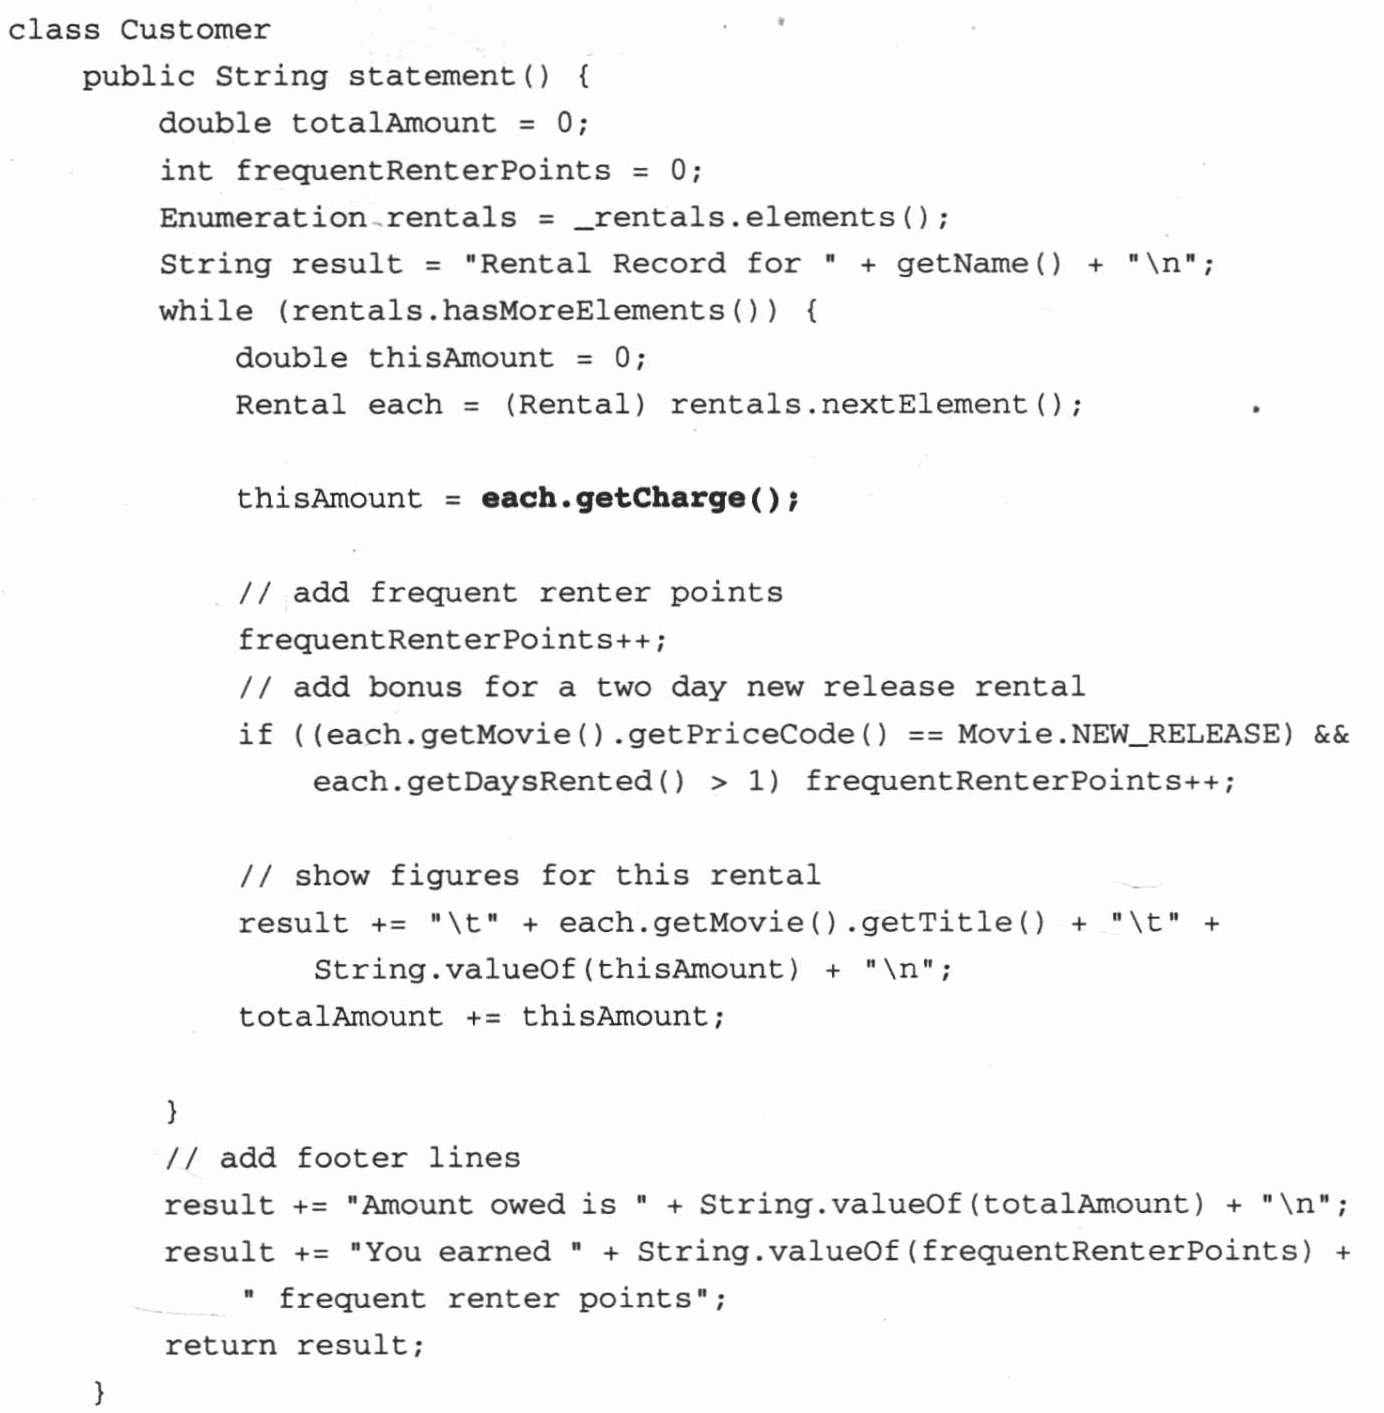 class Customer
    public String statement() {
        double totalAmount = 0;
        int frequentRenterPoints = 0;
        Enumeration rentals = _rentals.elements();
        String result = "Rental Record for " + getName() + "\n";
        while (rentals.hasMoreElements()) {
            double thisAmount = 0;
            Rental each = (Rental) rentals.nextElement();

            thisAmount = each.getCharge();

            // add frequent renter points
            frequentRenterPoints++;
            // add bonus for a two day new release rental
            if ((each.getMovie().getPriceCode() == Movie.NEW_RELEASE) &&
                each.getDaysRented() > 1) frequentRenterPoints++;

            // show figures for this rental
            result += "\t" + each.getMovie().getTitle() + "\t" +
                String.valueOf(thisAmount) + "\n";
            totalAmount += thisAmount;

        }
        // add footer lines
        result += "Amount owed is " + String.valueOf(totalAmount) + "\n";
        result += "You earned " + String.valueOf(frequentRenterPoints) +
            " frequent renter points";
        return result;
    }